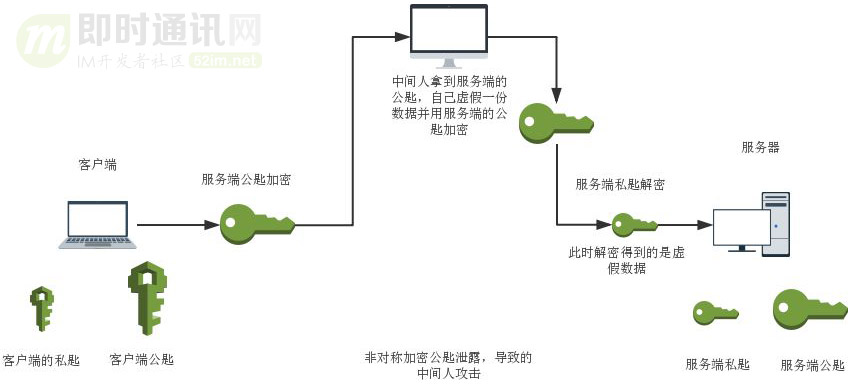 即时通讯网
IM开发者社区 52im.net
中间人拿到服务端的
公匙，自己虚假一份
数据并用服务端的公
匙加密
服务器
客户端
服务端公匙加密
服务端私匙解密
此时解密得到的是虚
假数据
客户端的私匙
客户端公匙
非对称加密公匙泄露，导致的
中间人攻击
服务端私匙
服务端公匙